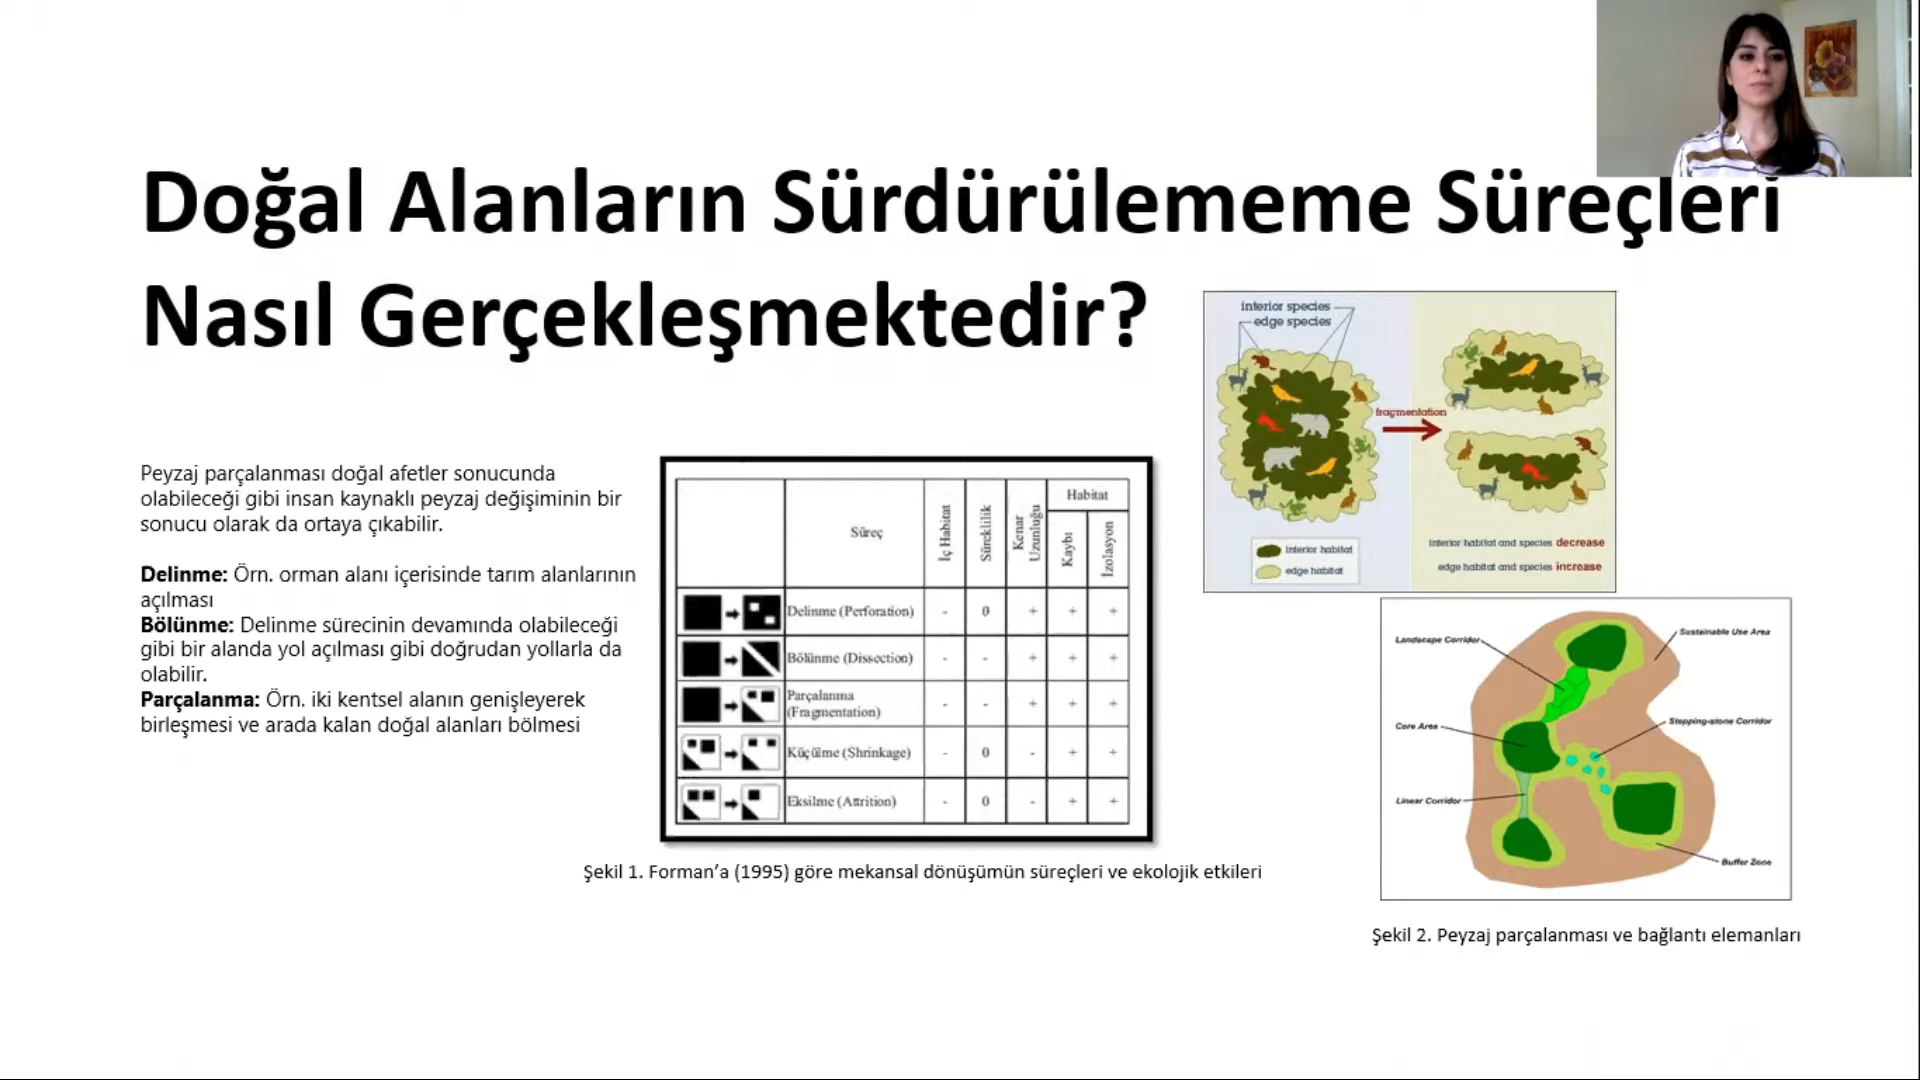 Doğal Alanların Sürdürülememe Süreçleri
Nasıl Gerçekleşmektedir?
Peyzaj parçalanması doğal afetler sonucunda
olabileceği gibi insan kaynaklı peyzaj değişiminin bir
sonucu olarak da ortaya çıkabilir.
Delinme: Örn. orman alanı içerisinde tarım alanlarının
açılması
Bölünme: Delinme sürecinin devamında olabileceği
gibi bir alanda yol açılması gibi doğrudan yollarla da
olabilir.
Parçalanma: Örn. iki kentsel alanın genişleyerek
birleşmesi ve arada kalan doğal alanları bölmesi
Süreç
İç Habitat
Süreklilik
Kenar
Uzunluğu
Habitat
Kaybı
İzolasyon
Delinme (Perforation) - 0 + + +
Bölünme (Dissection) - - + + +
Parçalanma
(Fragmentation) - - + + +
Küçülme (Shrinkage) - 0 - + +
Eksilme (Attrition) - 0 - + +
Şekil 1. Forman’a (1995) göre mekansal dönüşümün süreçleri ve ekolojik etkileri
interior species
edge species
fragmentation
interior habitat
edge habitat
interior habitat and species decrease
edge habitat and species increase
Landscape Corridor
Sustainable Use Area
Core Area
Stepping-stone Corridor
Linear Corridor
Buffer Zone
Şekil 2. Peyzaj parçalanması ve bağlantı elemanları